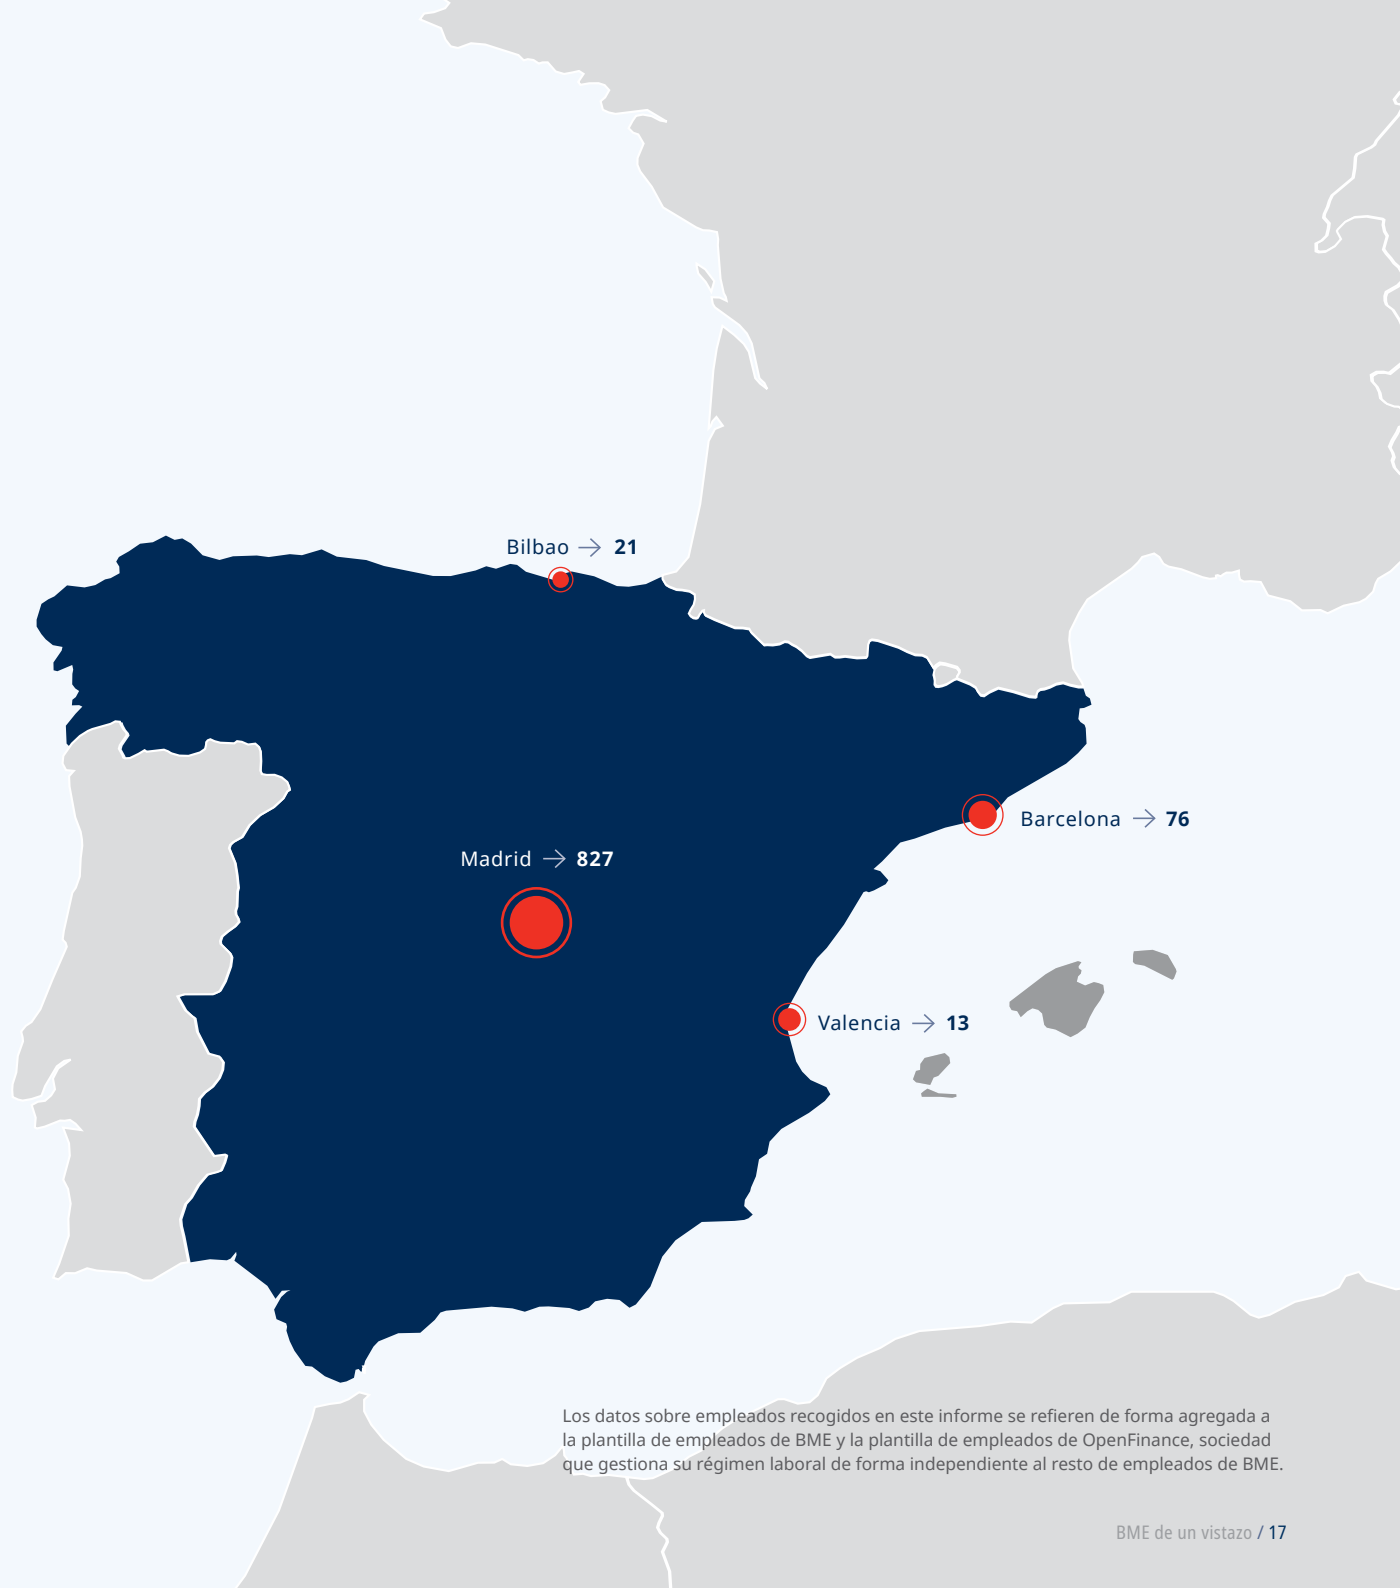 Bilbao → 21
Barcelona → 76
Madrid → 827
Valencia → 13
Los datos sobre empleados recogidos en este informe se refieren de forma agregada a
la plantilla de empleados de BME y la plantilla de empleados de OpenFinance, sociedad
que gestiona su régimen laboral de forma independiente al resto de empleados de BME.
BME de un vistazo / 17